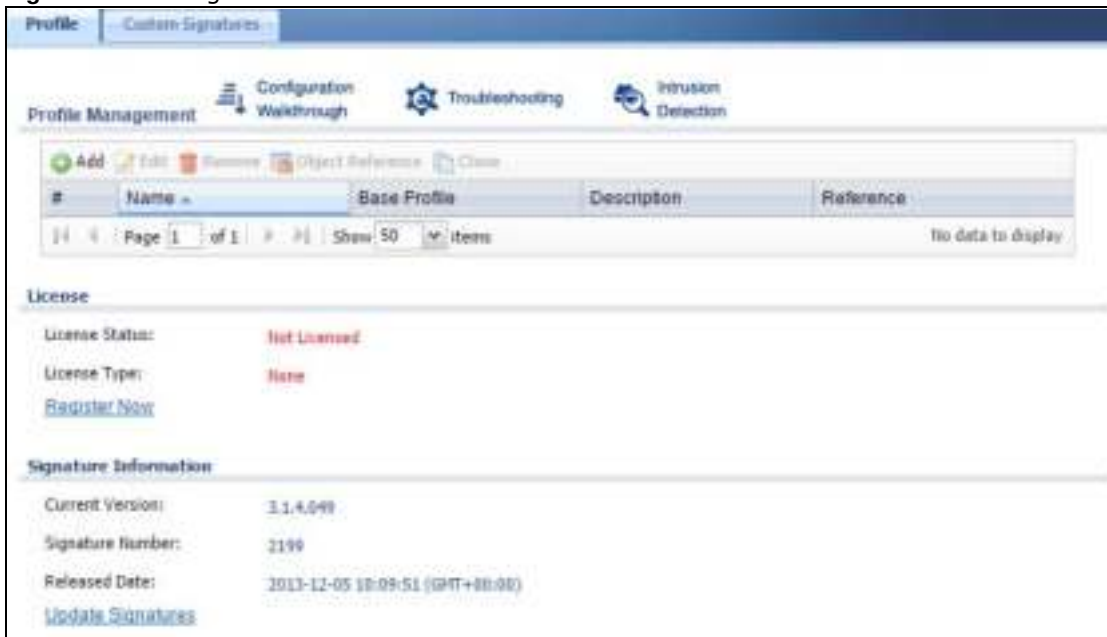 Profile Custom Signatures
Configuration Walkthrough
Troubleshooting
Intrusion Detection
Profile Management
Add Edit Remove Object Reference Clone
# Name Base Profile Description Reference
Page 1 of 1 Show 50 items No data to display
License
License Status: Not Licensed
License Type: None
Register Now
Signature Information
Current Version: 3.1.4.049
Signature Number: 2199
Released Date: 2013-12-05 10:09:51
Update Signatures